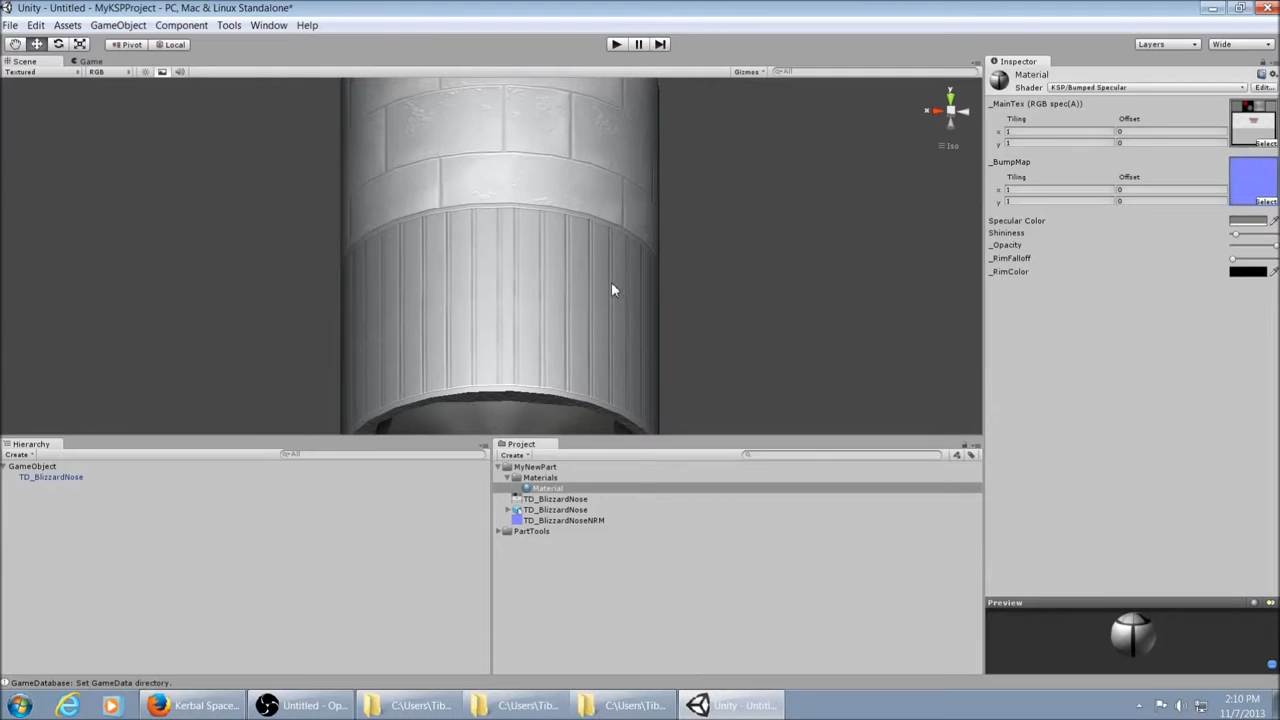 Unity - Untitled - MyKSPProject - PC, Mac & Linux Standalone*
File Edit Assets GameObject Component Tools Window Help
Pivot Local Layers Wide
Scene Game Inspector
Textured RGB Gizmos All
Material
Shader KSP/Bumped Specular Edit...
_MainTex (RGB spec(A))
Tiling Offset
x 1 0
y 1 0
Select
_BumpMap
Tiling Offset
x 1 0
y 1 0
Select
Specular Color
Shininess
_Opacity
_RimFalloff
_RimColor
y
x
Iso
Hierarchy
Create All
GameObject
TD_BlizzardNose
Project
Create
MyNewPart
Materials
Material
TD_BlizzardNose
TD_BlizzardNose
TD_BlizzardNoseNRM
PartTools
Preview
GameDatabase: Set GameData directory.
Kerbal Space... Untitled - Op... C:\Users\Tib... C:\Users\Tib... C:\Users\Tib... Unity - Untitl...
2:10 PM
11/7/2013